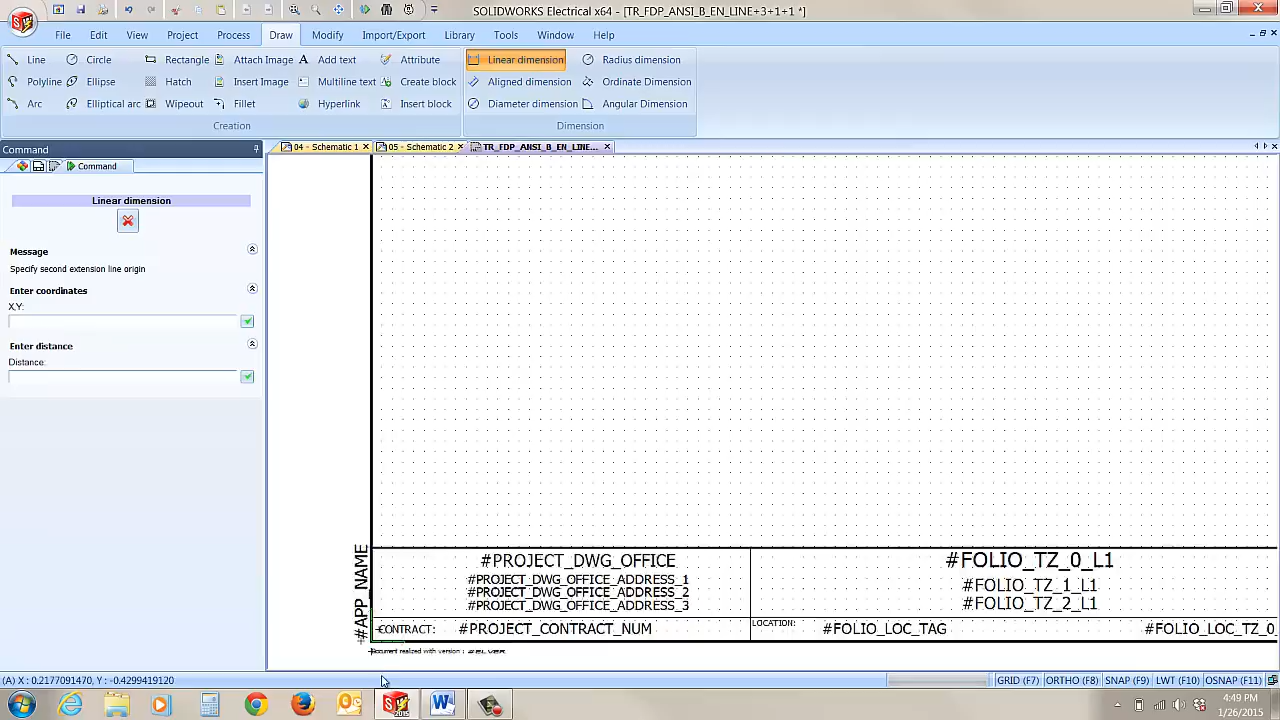 SOLIDWORKS Electrical x64 - [TR_FDP_ANSI_B_EN_LINE+3+1+1 *]
File Edit View Project Process Draw Modify Import/Export Library Tools Window Help
Line Circle Rectangle Attach Image Add text Attribute Linear dimension Radius dimension
Polyline Ellipse Hatch Insert Image Multiline text Create block Aligned dimension Ordinate Dimension
Arc Elliptical arc Wipeout Fillet Hyperlink Insert block Diameter dimension Angular Dimension
Creation Dimension
Command
04 - Schematic 1 05 - Schematic 2 TR_FDP_ANSI_B_EN_LINE...
Command
Linear dimension
Message
Specify second extension line origin
Enter coordinates
X,Y:
Enter distance
Distance:
#APP_NAME
#PROJECT_DWG_OFFICE
#PROJECT_DWG_OFFICE_ADDRESS_1
#PROJECT_DWG_OFFICE_ADDRESS_2
#PROJECT_DWG_OFFICE_ADDRESS_3
#FOLIO_TZ_0_L1
#FOLIO_TZ_1_L1
#FOLIO_TZ_2_L1
CONTRACT: #PROJECT_CONTRACT_NUM LOCATION: #FOLIO_LOC_TAG #FOLIO_LOC_TZ_0
Document realized with version :
(A) X : 0.2177091470, Y : -0.4299419120 GRID (F7) ORTHO (F8) SNAP (F9) LWT (F10) OSNAP (F11)
4:49 PM
1/26/2015